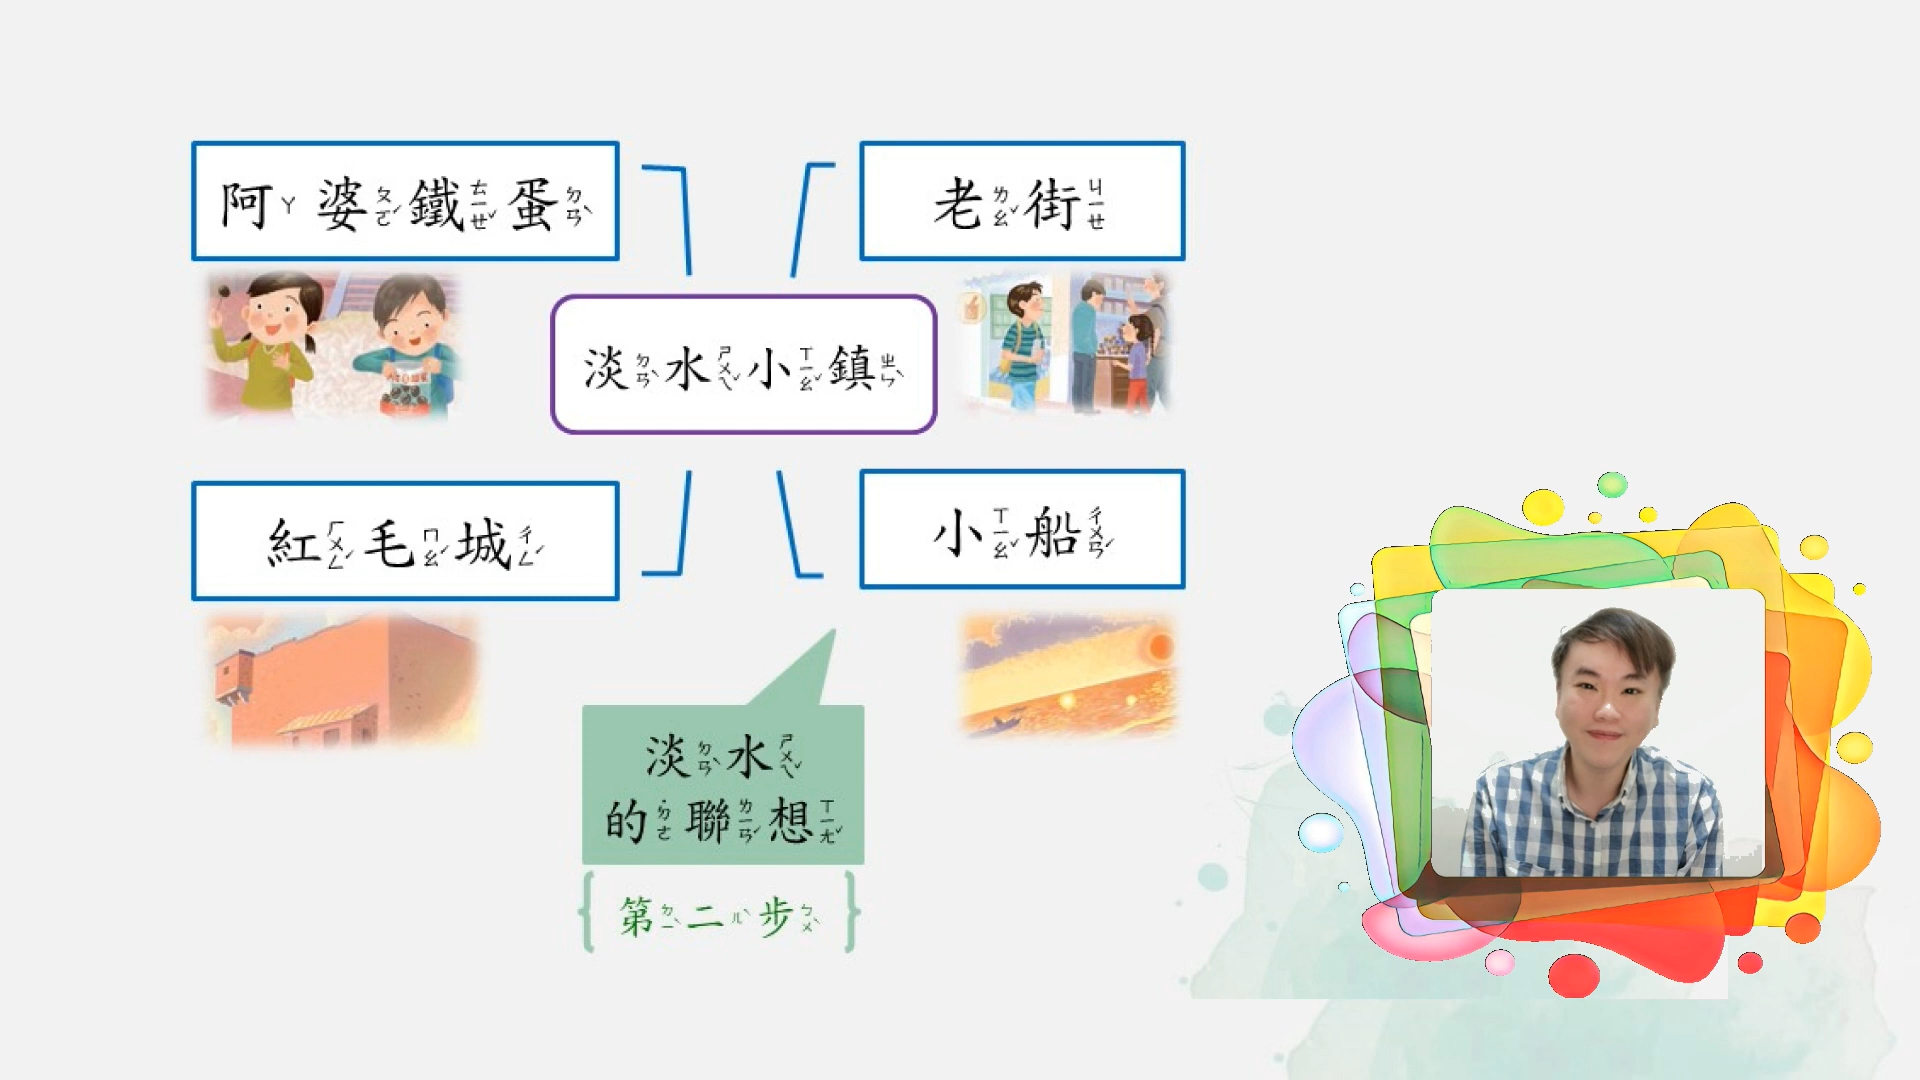 阿ㄚ婆ㄆㄛˊ鐵ㄊㄧㄝˇ蛋ㄉㄢˋ
老ㄌㄠˇ街ㄐㄧㄝ
淡ㄉㄢˋ水ㄕㄨㄟˇ小ㄒㄧㄠˇ鎮ㄓㄣˋ
紅ㄏㄨㄥˊ毛ㄇㄠˊ城ㄔㄥˊ
小ㄒㄧㄠˇ船ㄔㄨㄢˊ
淡ㄉㄢˋ水ㄕㄨㄟˇ
的˙ㄉㄜ聯ㄌㄧㄢˊ想ㄒㄧㄤˇ
{第ㄉㄧˋ二ㄦˋ步ㄅㄨˋ}